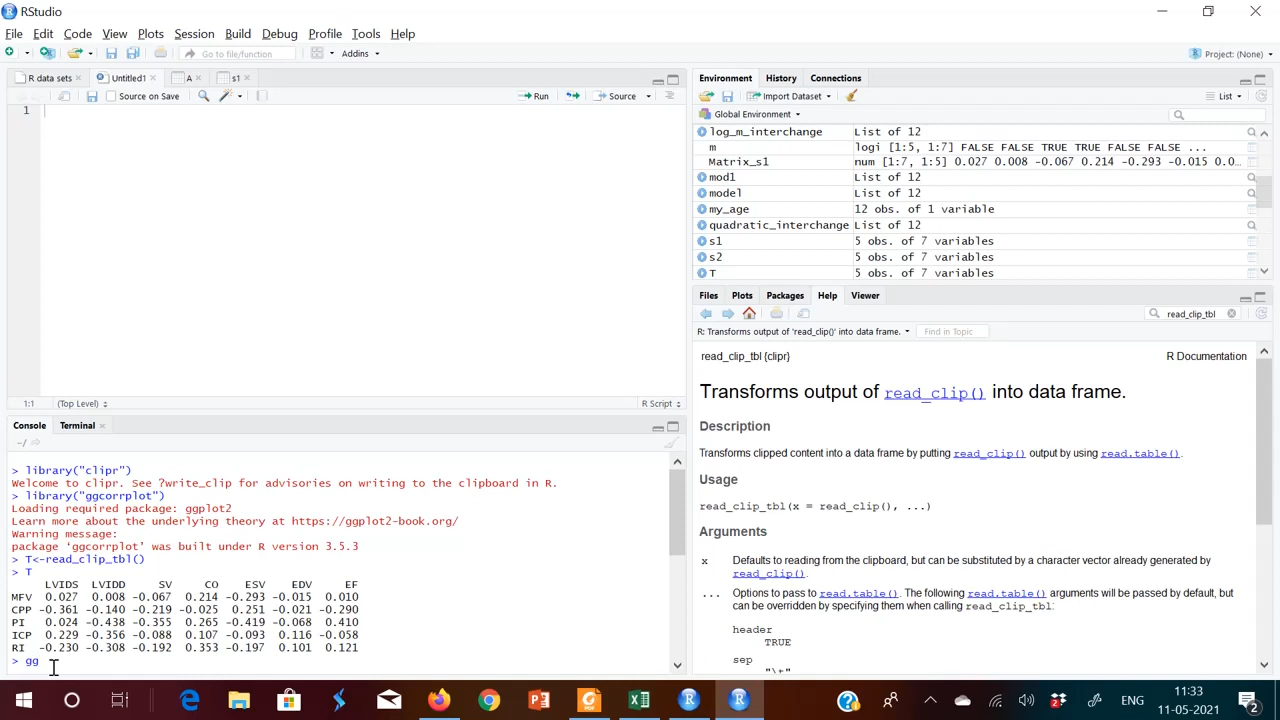 RStudio
File Edit Code View Plots Session Build Debug Profile Tools Help
Go to file/function Addins Project: (None)
R data sets Untitled1 A s1
Source on Save Run Source
1
1:1 (Top Level) R Script
Console Terminal
~/
> library("clipr")
Welcome to clipr. See ?write_clip for advisories on writing to the clipboard in R.
> library("ggcorrplot")
Loading required package: ggplot2
Learn more about the underlying theory at https://ggplot2-book.org/
Warning message:
package ‘ggcorrplot’ was built under R version 3.5.3
> T<-read_clip_tbl()
> T
LVIDS LVIDD SV CO ESV EDV EF
MFV 0.027 0.008 -0.067 0.214 -0.293 -0.015 0.010
CPP -0.361 -0.140 -0.219 -0.025 0.251 -0.021 -0.290
PI 0.024 -0.438 -0.355 0.265 -0.419 -0.068 0.410
ICP 0.229 -0.356 -0.088 0.107 -0.093 0.116 -0.058
RI -0.230 -0.308 -0.192 0.353 -0.197 0.101 0.121
> gg
Environment History Connections
Import Dataset List
Global Environment
log_m_interchange List of 12
m logi [1:5, 1:7] FALSE FALSE TRUE TRUE FALSE FALSE ...
Matrix_s1 num [1:7, 1:5] 0.027 0.008 -0.067 0.214 -0.293 -0.015 0.0...
mod1 List of 12
model List of 12
my_age 12 obs. of 1 variable
quadratic_interchange List of 12
s1 5 obs. of 7 variables
s2 5 obs. of 7 variables
T 5 obs. of 7 variables
Files Plots Packages Help Viewer
read_clip_tbl
R: Transforms output of 'read_clip()' into data frame. Find in Topic
read_clip_tbl {clipr} R Documentation
Transforms output of read_clip() into data frame.
Description
Transforms clipped content into a data frame by putting read_clip() output by using read.table().
Usage
read_clip_tbl(x = read_clip(), ...)
Arguments
x Defaults to reading from the clipboard, but can be substituted by a character vector already generated by
read_clip().
... Options to pass to read.table(). The following read.table() arguments will be passed by default, but
can be overridden by specifying them when calling read_clip_tbl:
header
TRUE
sep
"\t"
ENG
11:33
11-05-2021
2